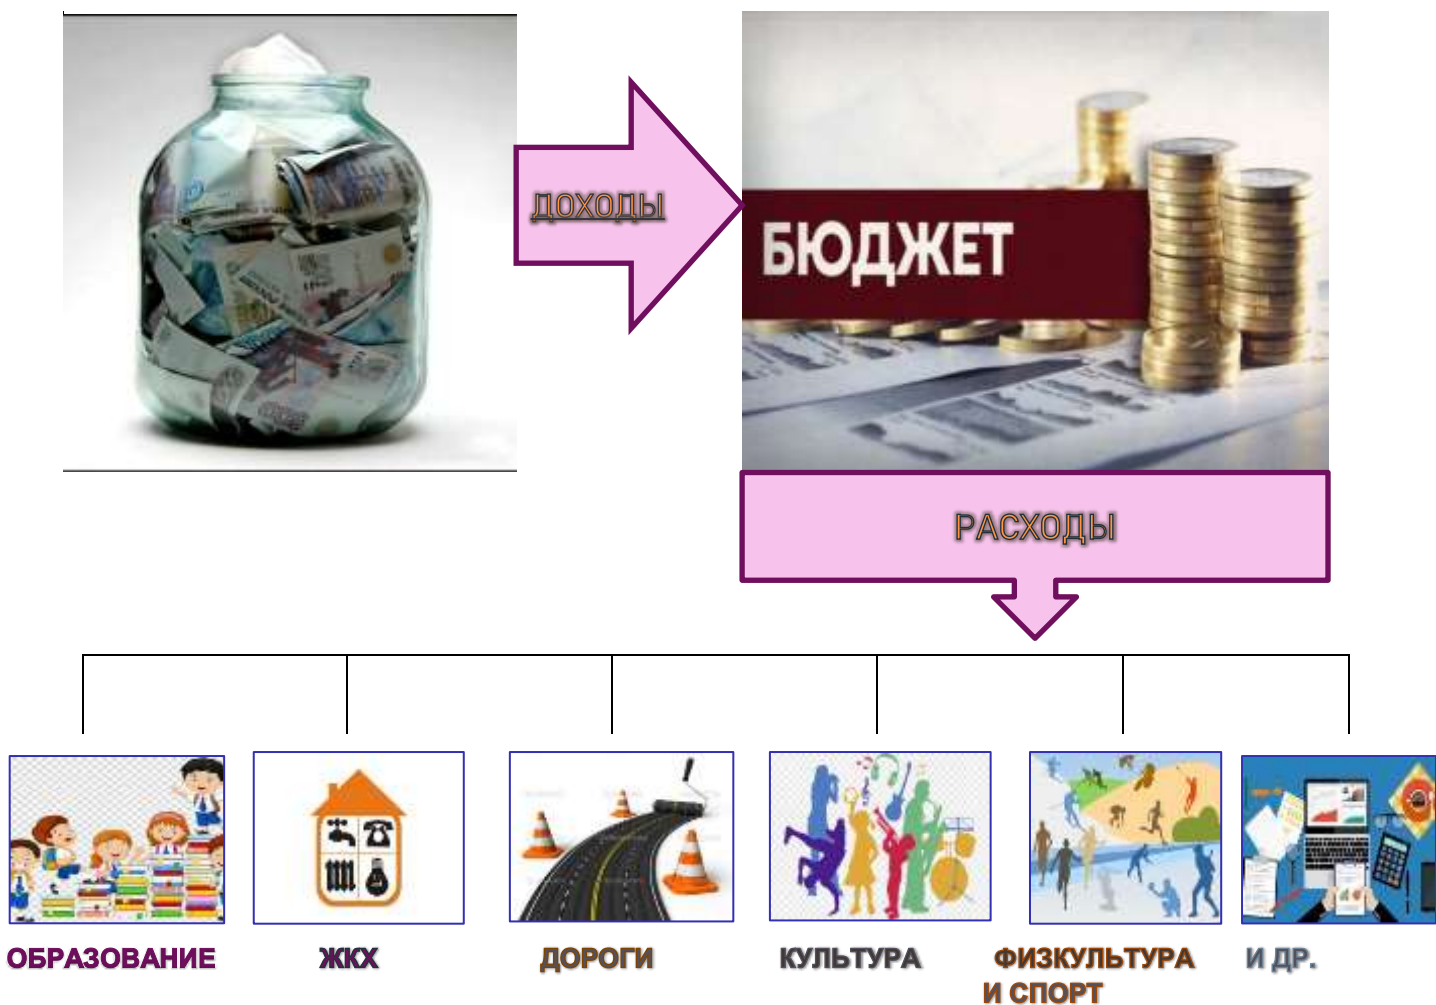 ДОХОДЫ
БЮДЖЕТ
РАСХОДЫ
ОБРАЗОВАНИЕ
ЖКХ
ДОРОГИ
КУЛЬТУРА
ФИЗКУЛЬТУРА
И СПОРТ
И ДР.